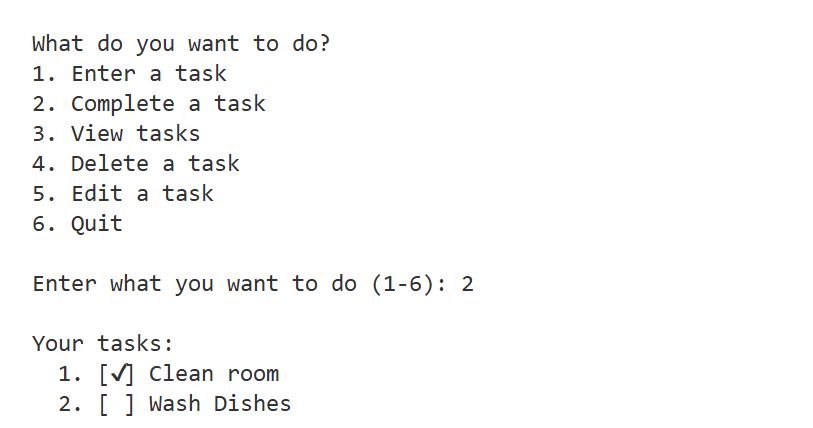 What do you want to do?
1. Enter a task
2. Complete a task
3. View tasks
4. Delete a task
5. Edit a task
6. Quit
Enter what you want to do (1-6): 2
Your tasks:
1. [✓] Clean room
2. [ ] Wash Dishes